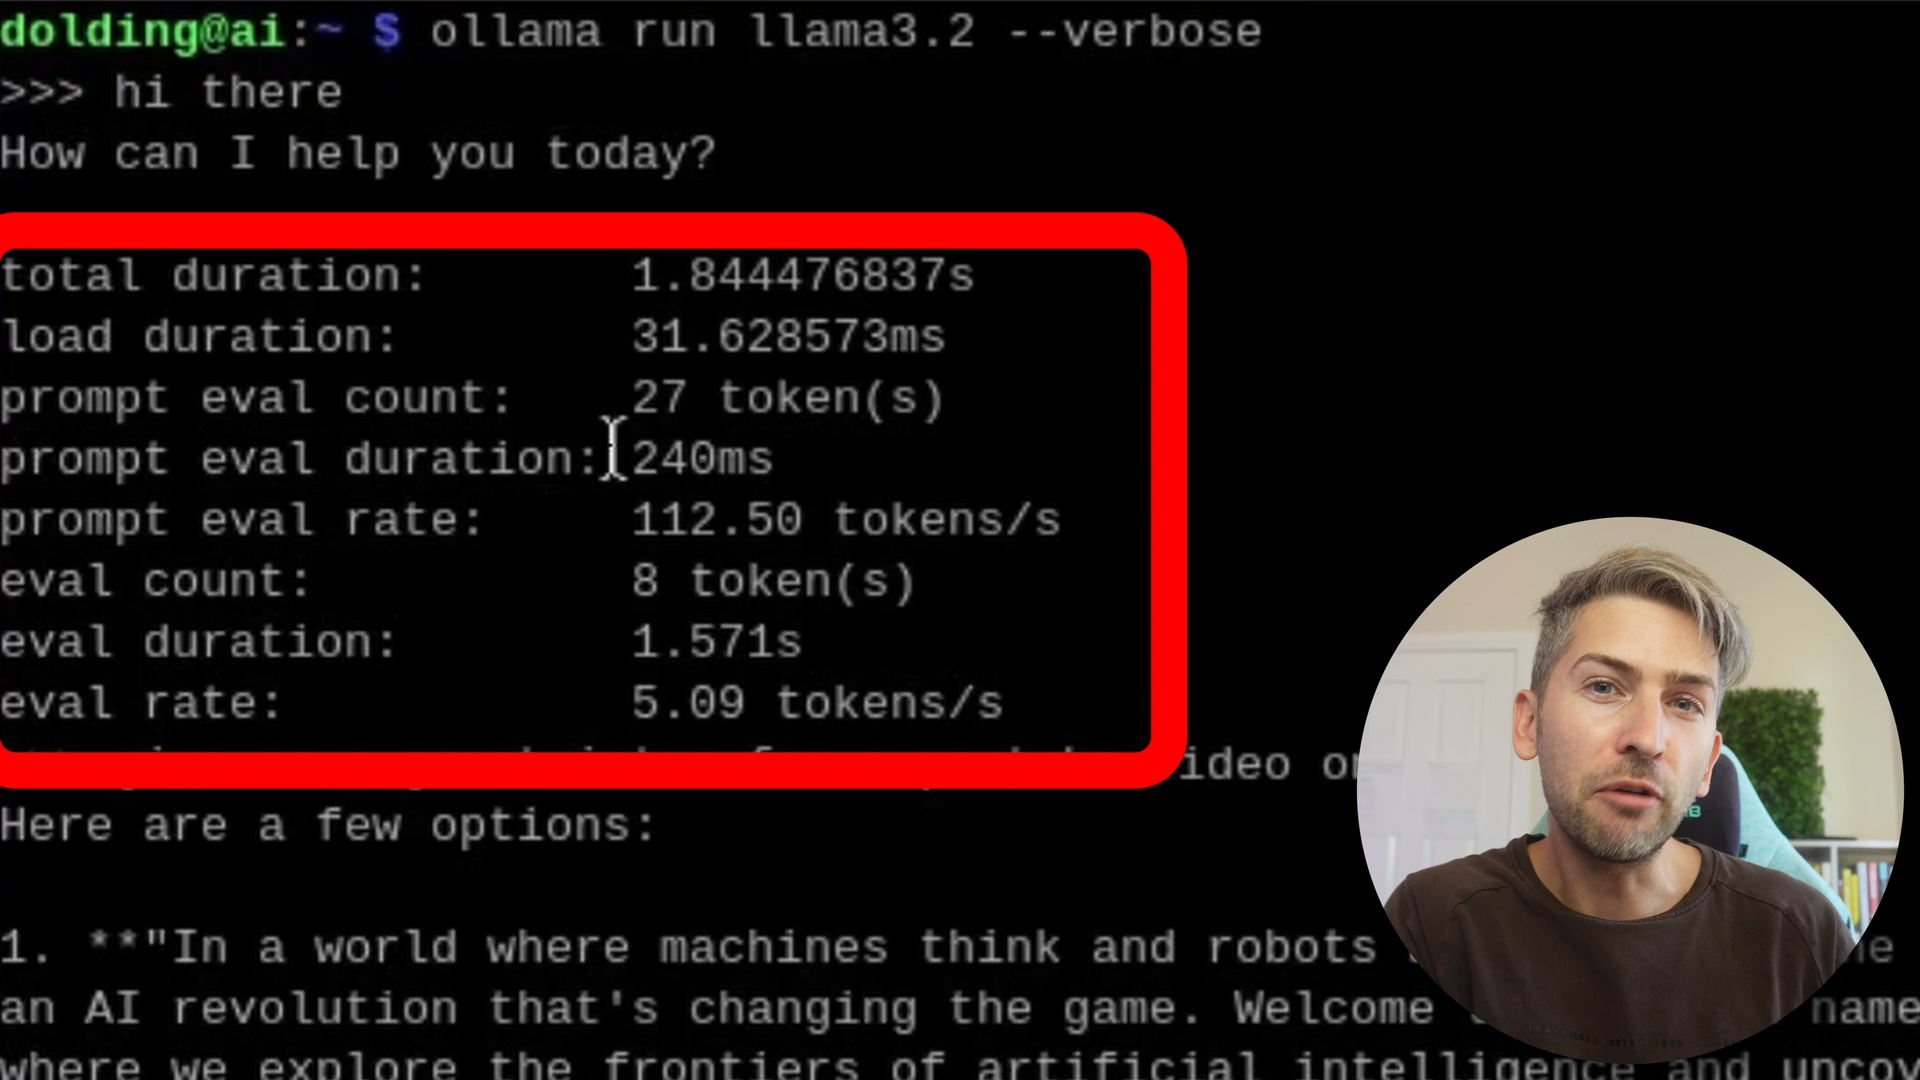 dolding@ai:~ $ ollama run llama3.2 --verbose
>>> hi there
How can I help you today?
total duration: 1.844476837s
load duration: 31.628573ms
prompt eval count: 27 token(s)
prompt eval duration: 240ms
prompt eval rate: 112.50 tokens/s
eval count: 8 token(s)
eval duration: 1.571s
eval rate: 5.09 tokens/s
Here are a few options:
1. **"In a world where machines think and robots
an AI revolution that's changing the game. Welcome name
where we explore the frontiers of artificial intelligence and uncov